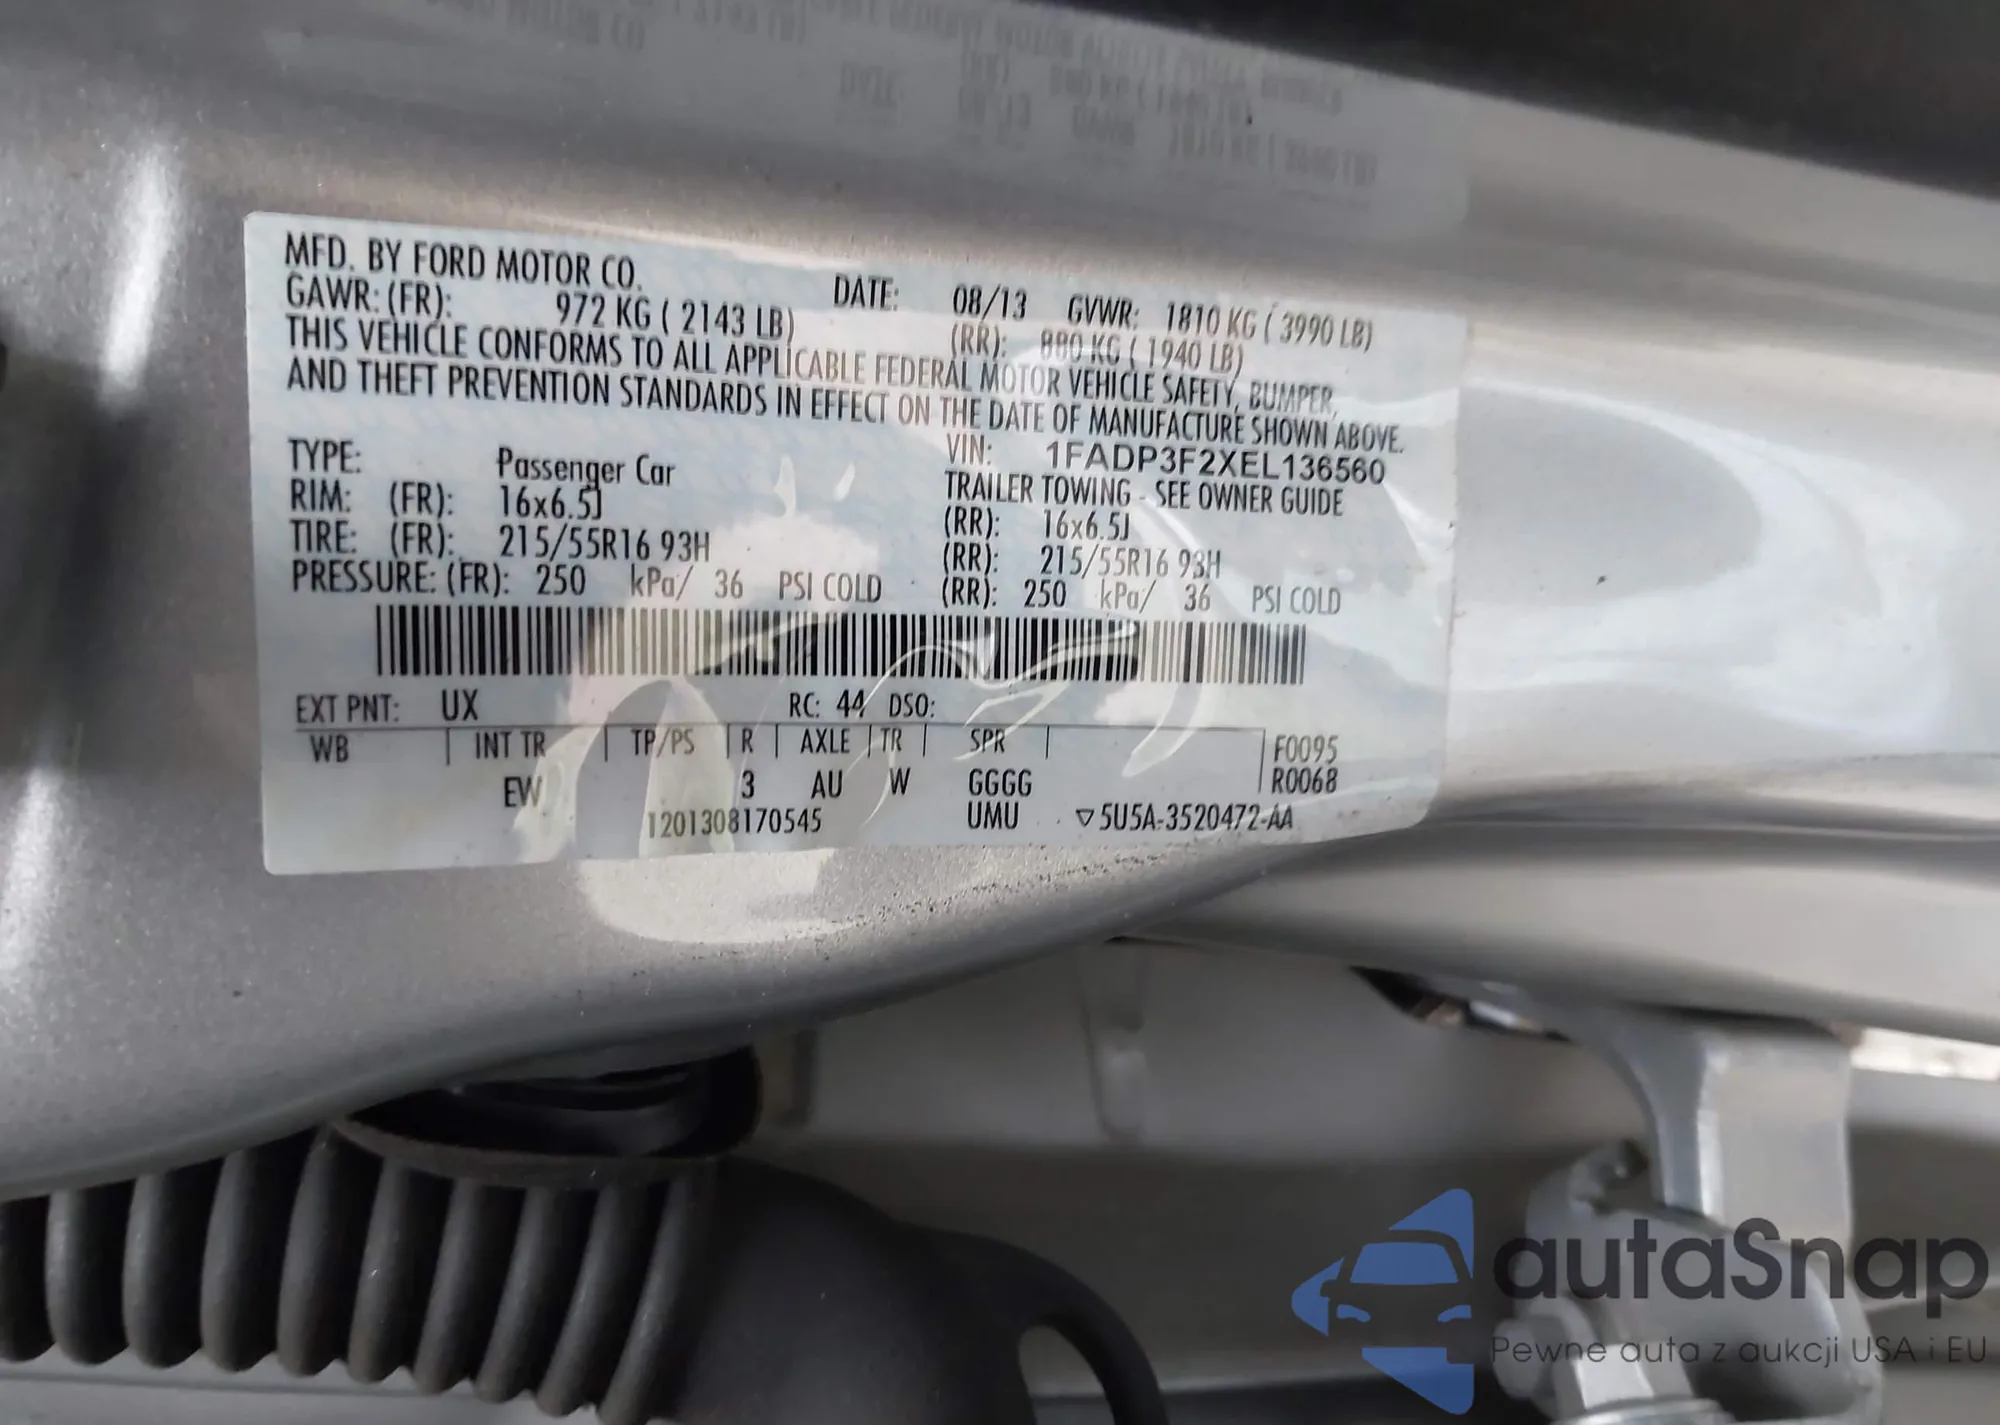 MFD. BY FORD MOTOR CO. DATE: 08/13 GVWR: 1810 KG ( 3990 LB)
GAWR: (FR): 972 KG ( 2143 LB) (RR): 880 KG ( 1940 LB)
THIS VEHICLE CONFORMS TO ALL APPLICABLE FEDERAL MOTOR VEHICLE SAFETY, BUMPER,
AND THEFT PREVENTION STANDARDS IN EFFECT ON THE DATE OF MANUFACTURE SHOWN ABOVE.
VIN: 1FADP3F2XEL136560
TYPE: Passenger Car TRAILER TOWING - SEE OWNER GUIDE
RIM: (FR): 16x6.5J (RR): 16x6.5J
TIRE: (FR): 215/55R16 93H (RR): 215/55R16 93H
PRESSURE: (FR): 250 kPa/ 36 PSI COLD (RR): 250 kPa/ 36 PSI COLD
EXT PNT: UX RC: 44 DSO:
WB INT TR TP/PS R AXLE TR SPR F0095
EW 3 AU W GGGG R0068
1201308170545 UMU ▽5U5A-3520472-AA
autaSnap
Pewne auta z aukcji USA i EU